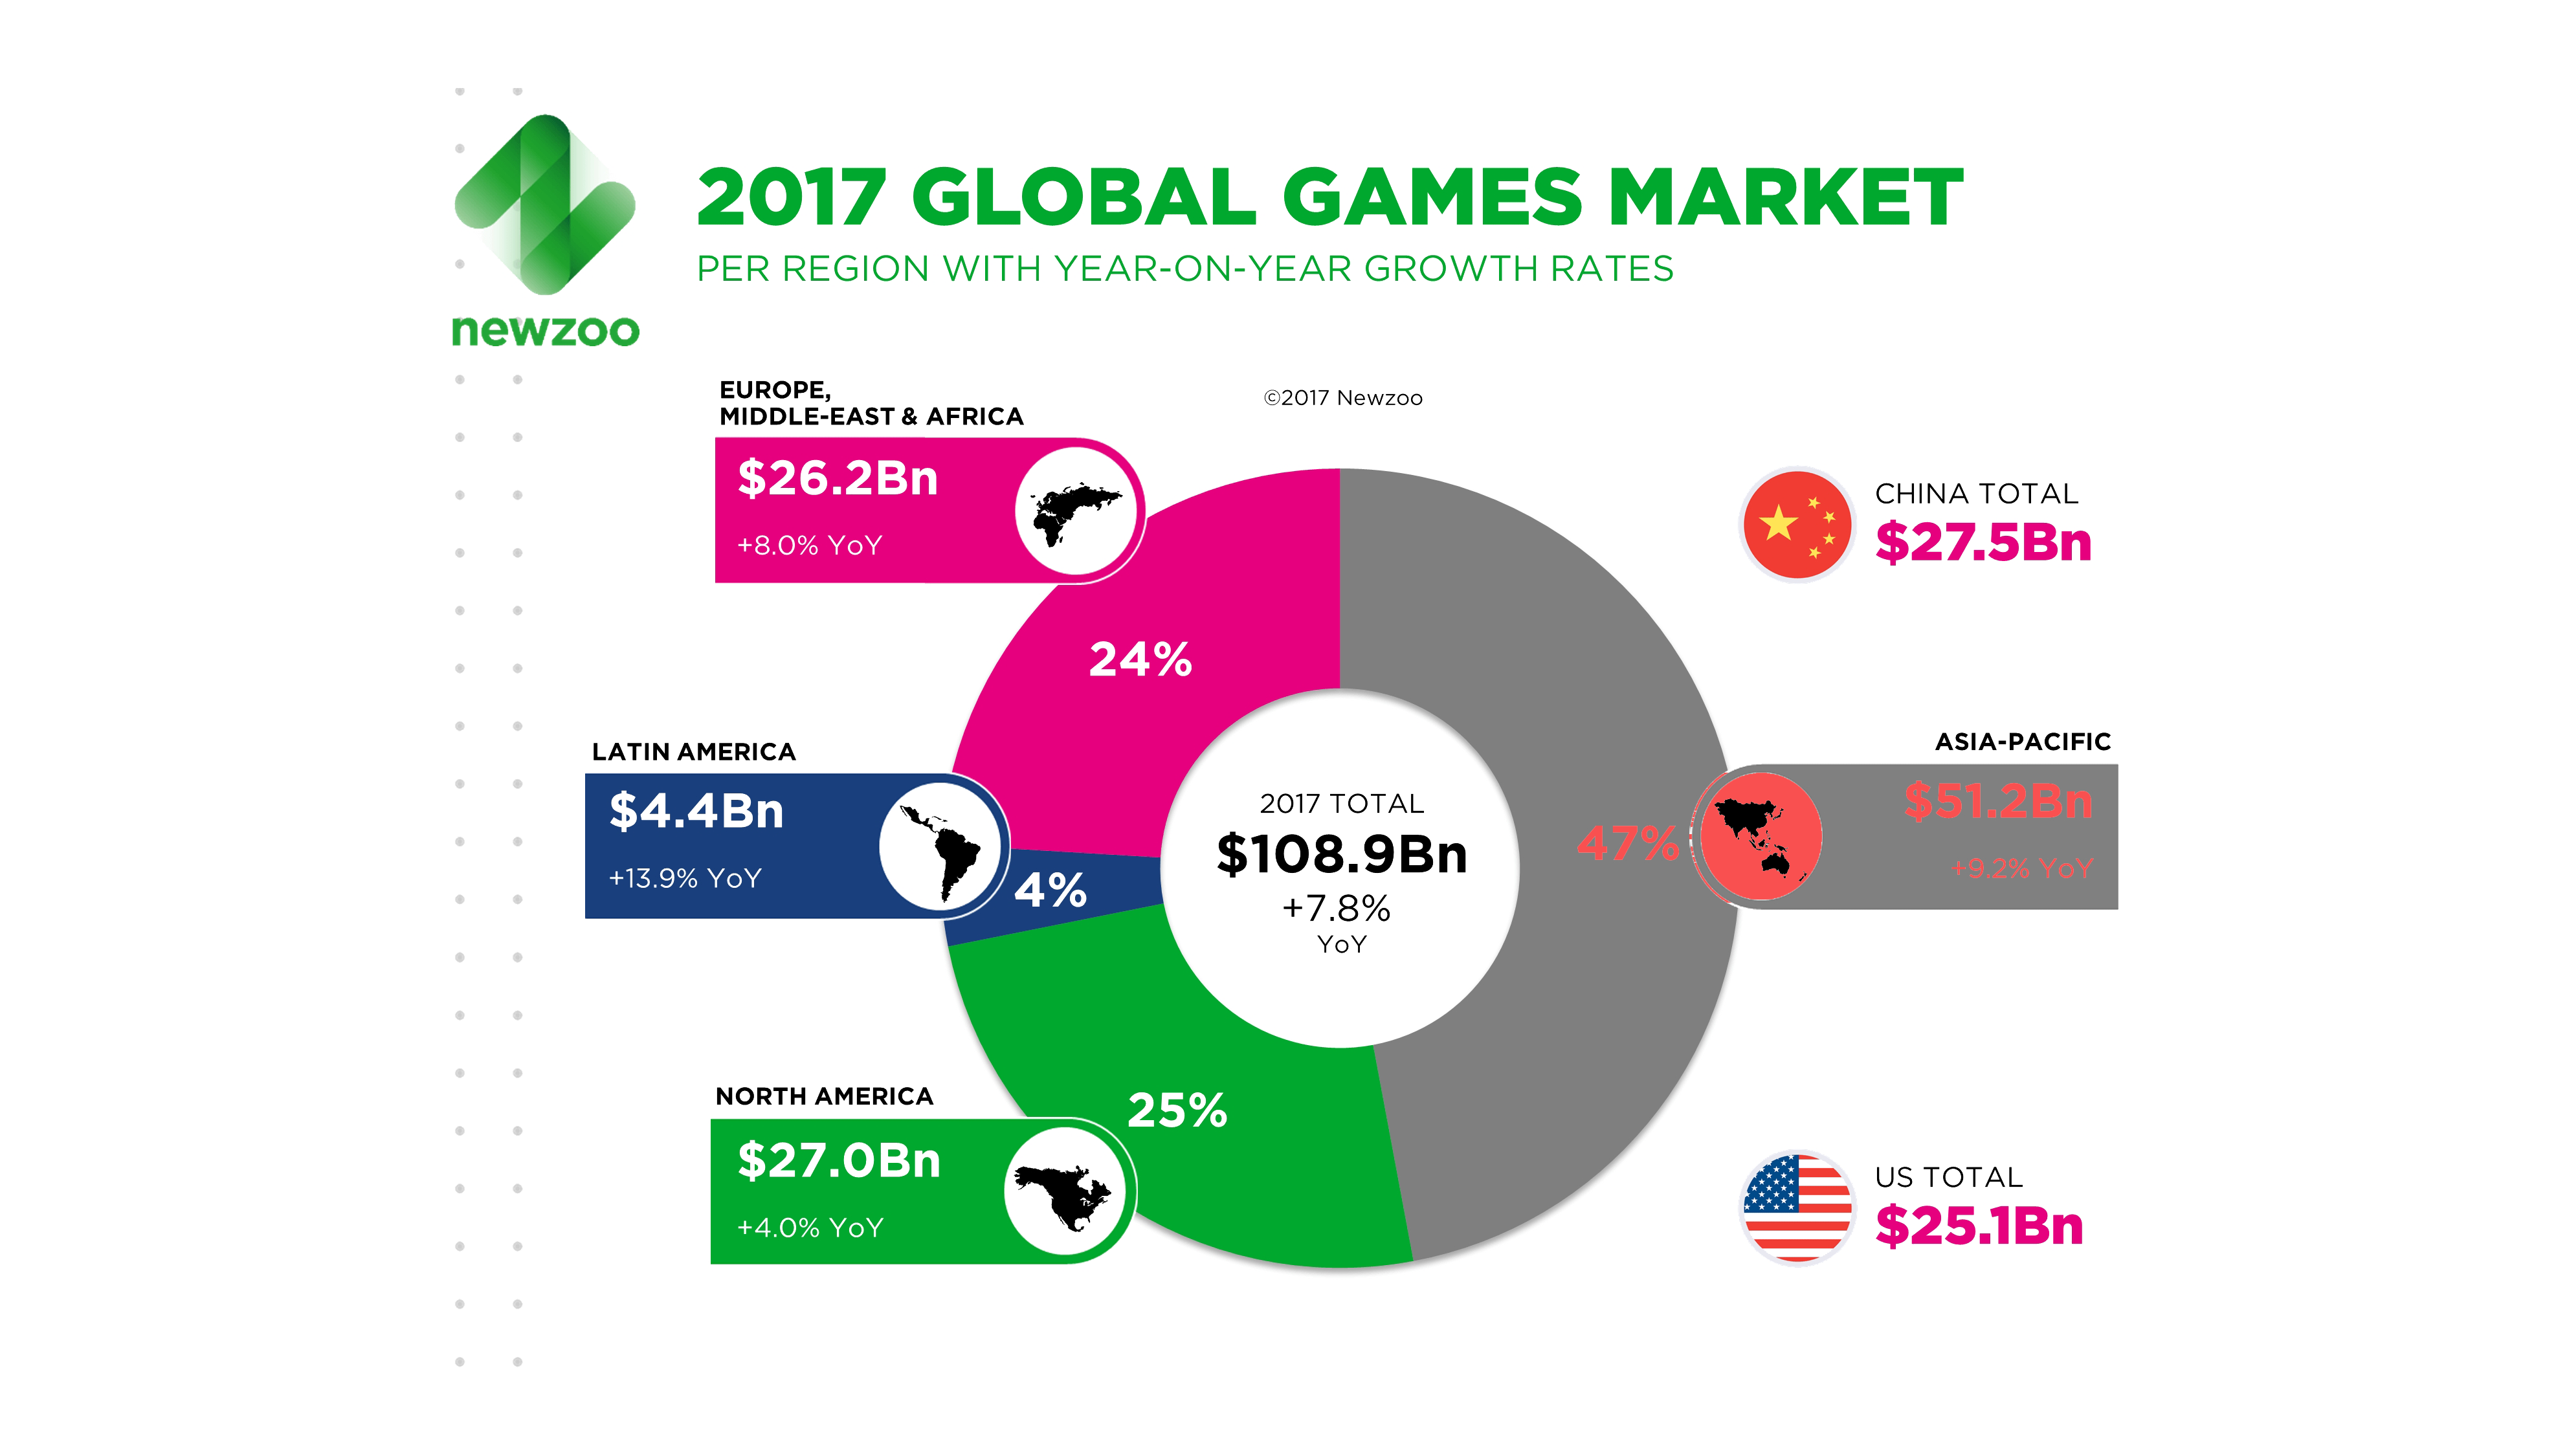 newzoo
2017 GLOBAL GAMES MARKET
PER REGION WITH YEAR-ON-YEAR GROWTH RATES
©2017 Newzoo
EUROPE,
MIDDLE-EAST & AFRICA
$26.2Bn
+8.0% YoY
24%
CHINA TOTAL
$27.5Bn
LATIN AMERICA
$4.4Bn
+13.9% YoY
4%
2017 TOTAL
$108.9Bn
+7.8%
YoY
47%
ASIA-PACIFIC
$51.2Bn
+9.2% YoY
NORTH AMERICA
$27.0Bn
+4.0% YoY
25%
US TOTAL
$25.1Bn